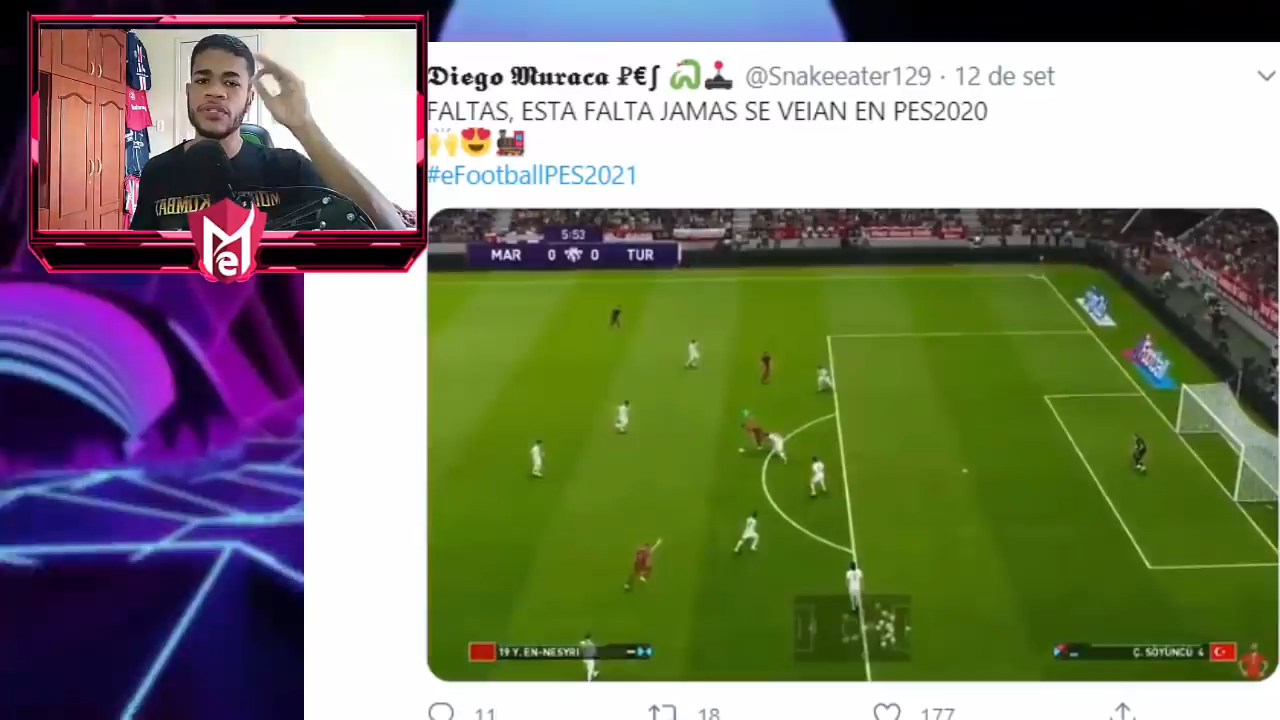 𝕯𝖎𝖊𝖌𝖔 𝕸𝖚𝖗𝖆𝖈𝖆 ₽€ʃ 🐍🕹️ @Snakeeater129 · 12 de set
FALTAS, ESTA FALTA JAMAS SE VEIAN EN PES2020
🙌😍🚂
#eFootballPES2021
5:53
MAR 0 0 TUR
19 Y. EN-NESYRI
Ç. SÖYÜNCÜ 4
11 18 177
Me